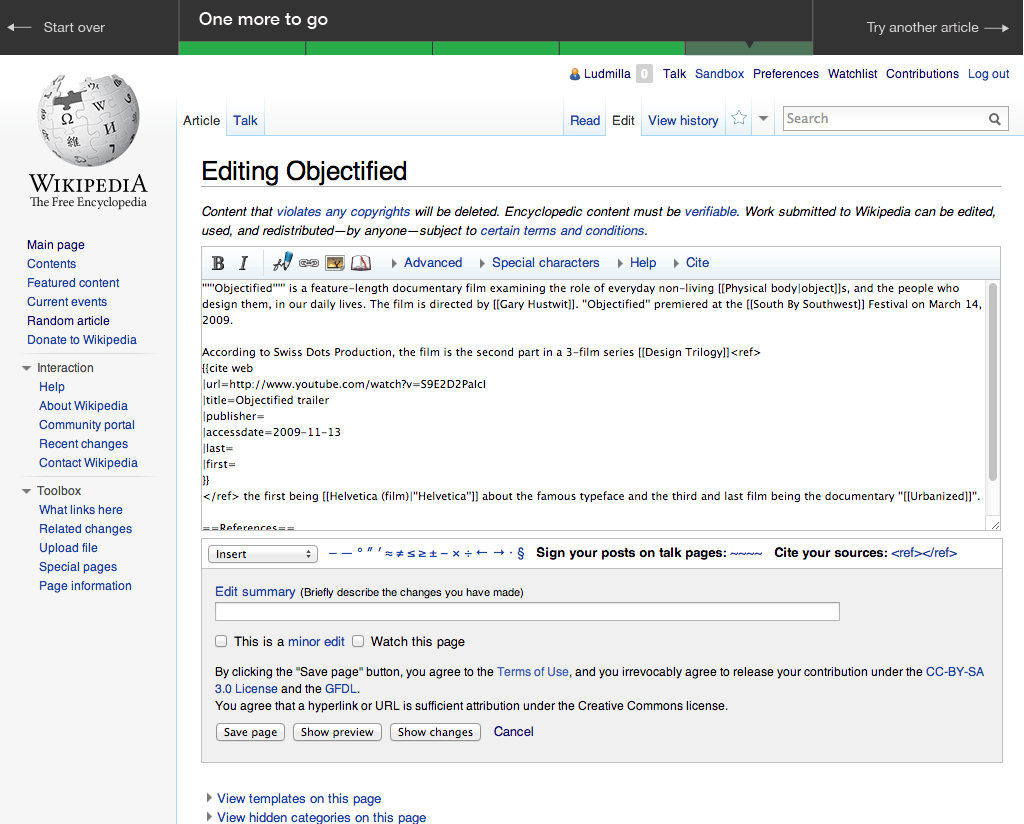 Start over
One more to go
Try another article
Ludmilla 0 Talk Sandbox Preferences Watchlist Contributions Log out
Article Talk Read Edit View history Search
WIKIPEDIA
The Free Encyclopedia
Main page
Contents
Featured content
Current events
Random article
Donate to Wikipedia
Interaction
Help
About Wikipedia
Community portal
Recent changes
Contact Wikipedia
Toolbox
What links here
Related changes
Upload file
Special pages
Page information
Editing Objectified
Content that violates any copyrights will be deleted. Encyclopedic content must be verifiable. Work submitted to Wikipedia can be edited,
used, and redistributed—by anyone—subject to certain terms and conditions.
B I Advanced Special characters Help Cite
"""Objectified""" is a feature-length documentary film examining the role of everyday non-living [[Physical body|object]]s, and the people who
design them, in our daily lives. The film is directed by [[Gary Hustwit]]. "Objectified" premiered at the [[South By Southwest]] Festival on March 14,
2009.
According to Swiss Dots Production, the film is the second part in a 3-film series [[Design Trilogy]]<ref>
{{cite web
|url=http://www.youtube.com/watch?v=S9E2D2PaIcI
|title=Objectified trailer
|publisher=
|accessdate=2009-11-13
|last=
|first=
}}
</ref> the first being [[Helvetica (film)|"Helvetica"]] about the famous typeface and the third and last film being the documentary "[[Urbanized]]".
==References==
Insert – — ° ″ ′ ≈ ≠ ≤ ≥ ± − × ÷ ← → · § Sign your posts on talk pages: ~~~~ Cite your sources: <ref></ref>
Edit summary (Briefly describe the changes you have made)
This is a minor edit Watch this page
By clicking the "Save page" button, you agree to the Terms of Use, and you irrevocably agree to release your contribution under the CC-BY-SA
3.0 License and the GFDL.
You agree that a hyperlink or URL is sufficient attribution under the Creative Commons license.
Save page Show preview Show changes Cancel
View templates on this page
View hidden categories on this page